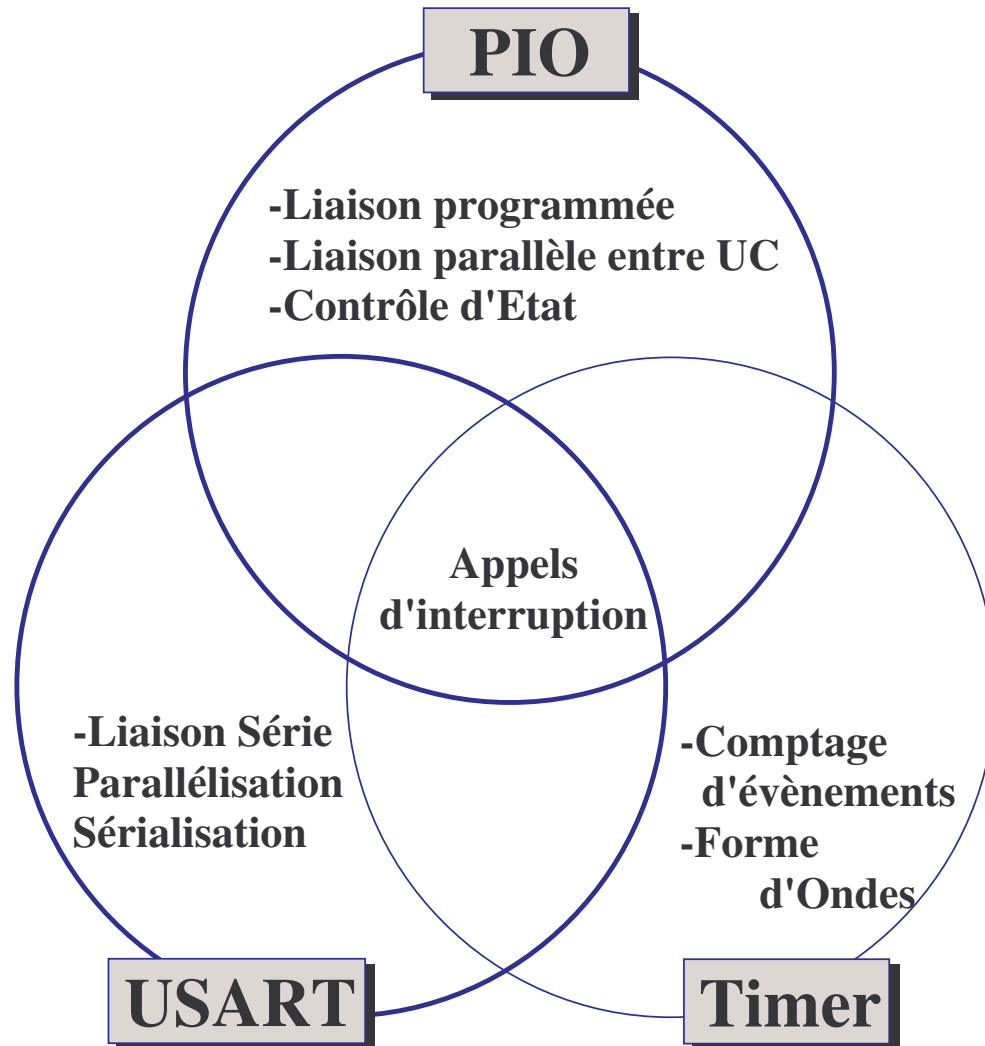 PIO
-Liaison programmée
-Liaison parallèle entre UC
-Contrôle d'Etat
Appels
d'interruption
-Liaison Série
Parallélisation
Sérialisation
-Comptage
d'évènements
-Forme
d'Ondes
USART
Timer